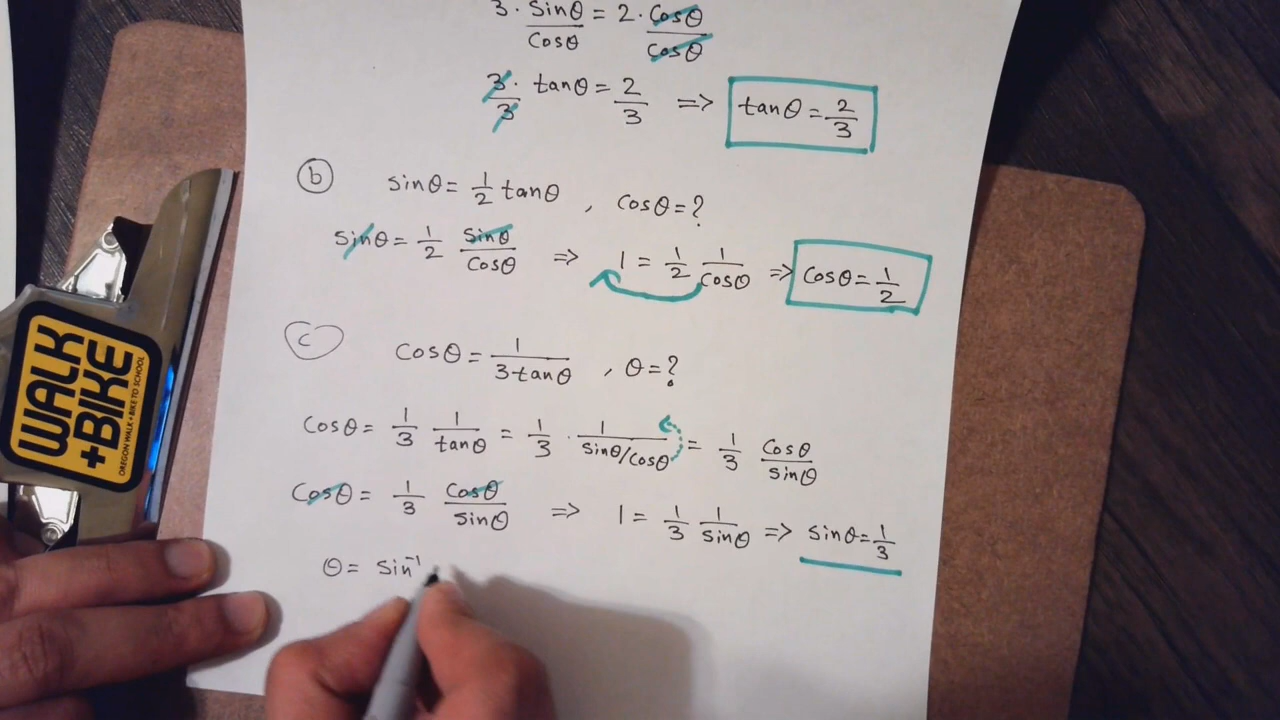 3 · sinθ/cosθ = 2 · cosθ/cosθ
3/3 · tanθ = 2/3 => tanθ = 2/3
b sinθ = 1/2 tanθ , cosθ = ?
sinθ = 1/2 sinθ/cosθ => 1 = 1/2 1/cosθ => cosθ = 1/2
c cosθ = 1/3tanθ , θ = ?
cosθ = 1/3 1/tanθ = 1/3 · 1/sinθ/cosθ = 1/3 cosθ/sinθ
cosθ = 1/3 cosθ/sinθ => 1 = 1/3 1/sinθ => sinθ = 1/3
θ = sin⁻¹
WALK
+BIKE
OREGON WALK+BIKE TO SCHOOL